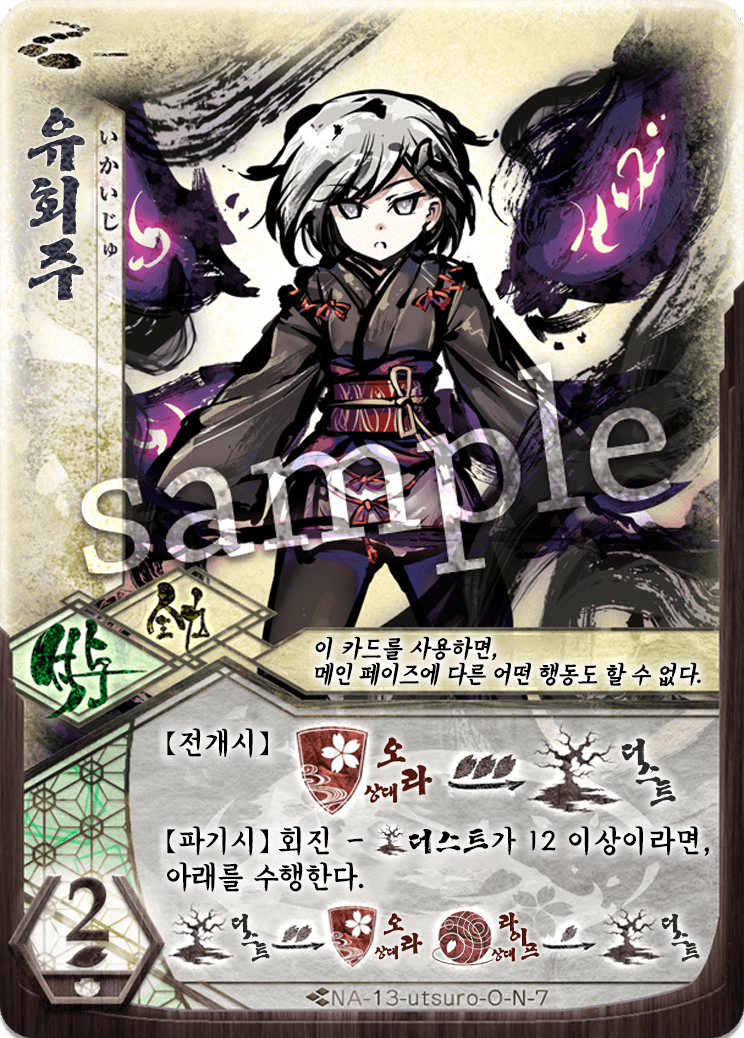 유회주
いかいじゅ
sample
전력
부여
이 카드를 사용하면,
메인 페이즈에 다른 어떤 행동도 할 수 없다.
【전개시】 상대 오라 더스트
【파기시】 회진 - 더스트가 12 이상이라면,
아래를 수행한다.
더스트 상대 오라 상대 라이프 더스트
2
NA-13-utsuro-O-N-7